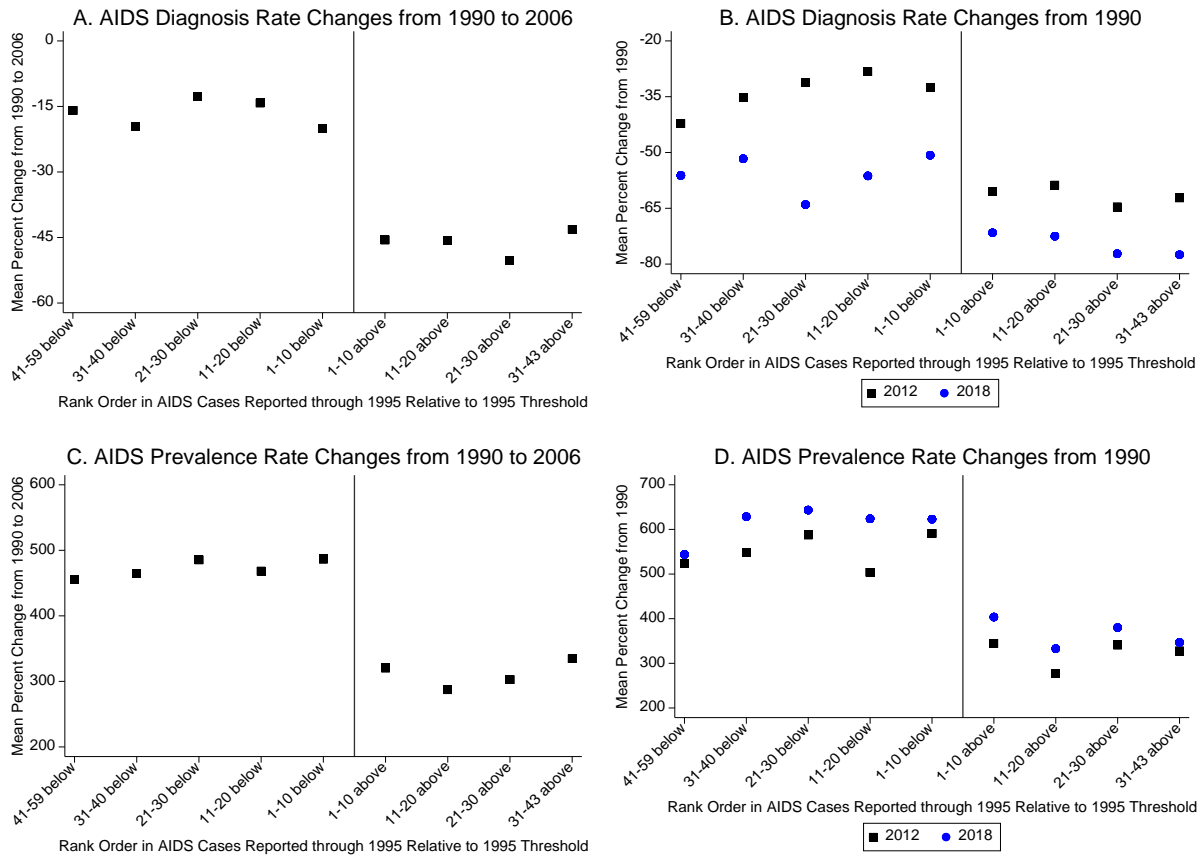 A. AIDS Diagnosis Rate Changes from 1990 to 2006
Mean Percent Change from 1990 to 2006
0
-15
-30
-45
-60
41-59 below
31-40 below
21-30 below
11-20 below
1-10 below
1-10 above
11-20 above
21-30 above
31-43 above
Rank Order in AIDS Cases Reported through 1995 Relative to 1995 Threshold
B. AIDS Diagnosis Rate Changes from 1990
Mean Percent Change from 1990
-20
-35
-50
-65
-80
41-59 below
31-40 below
21-30 below
11-20 below
1-10 below
1-10 above
11-20 above
21-30 above
31-43 above
Rank Order in AIDS Cases Reported through 1995 Relative to 1995 Threshold
2012 2018
C. AIDS Prevalence Rate Changes from 1990 to 2006
Mean Percent Change from 1990 to 2006
600
500
400
300
200
41-59 below
31-40 below
21-30 below
11-20 below
1-10 below
1-10 above
11-20 above
21-30 above
31-43 above
Rank Order in AIDS Cases Reported through 1995 Relative to 1995 Threshold
D. AIDS Prevalence Rate Changes from 1990
Mean Percent Change from 1990
700
600
500
400
300
200
41-59 below
31-40 below
21-30 below
11-20 below
1-10 below
1-10 above
11-20 above
21-30 above
31-43 above
Rank Order in AIDS Cases Reported through 1995 Relative to 1995 Threshold
2012 2018